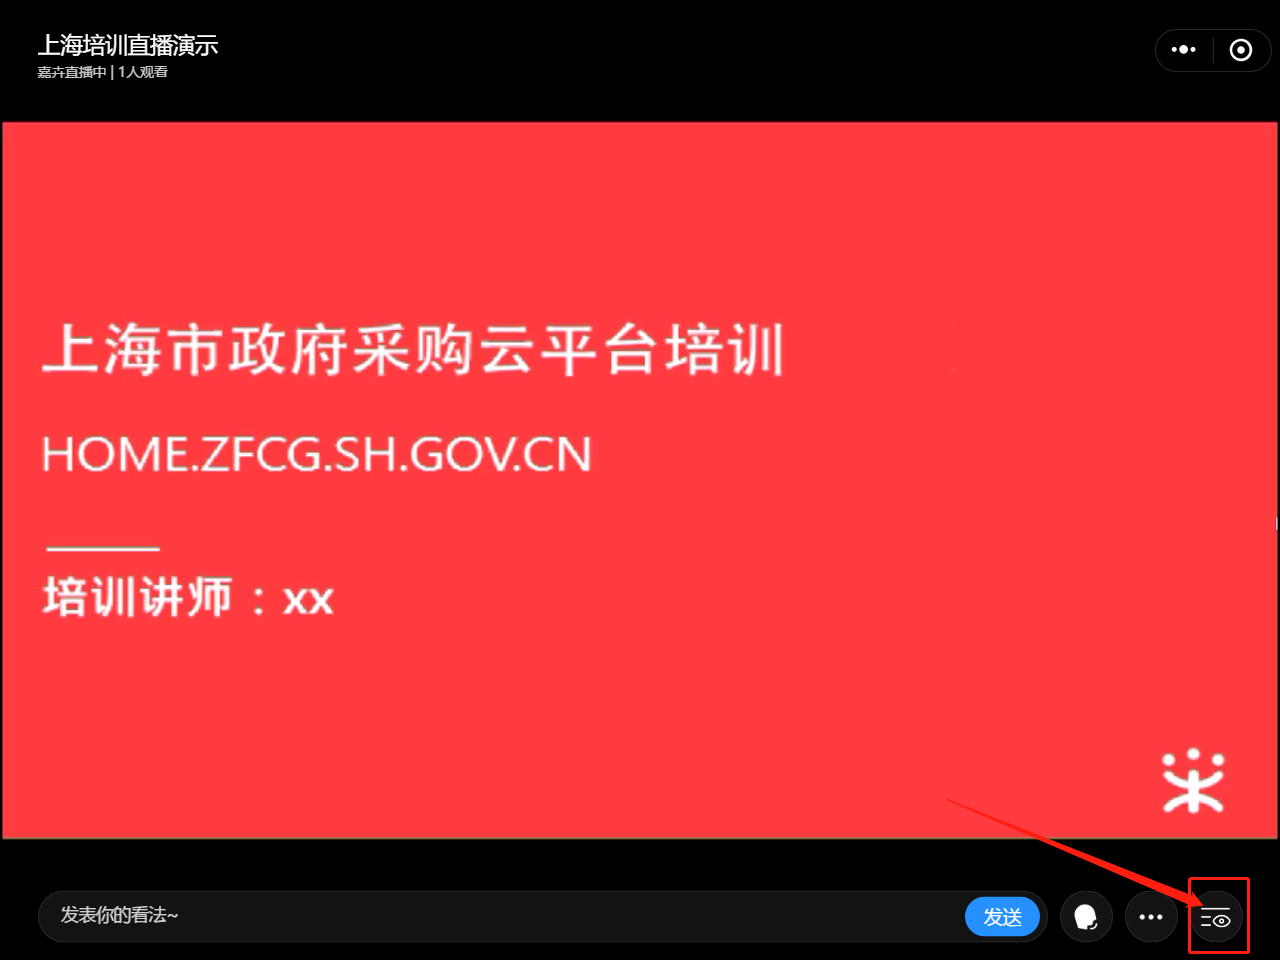 上海培训直播演示
嘉卉直播中 | 1人观看
上海市政府采购云平台培训
HOME.ZFCG.SH.GOV.CN
培训讲师：xx
发表你的看法~
发送